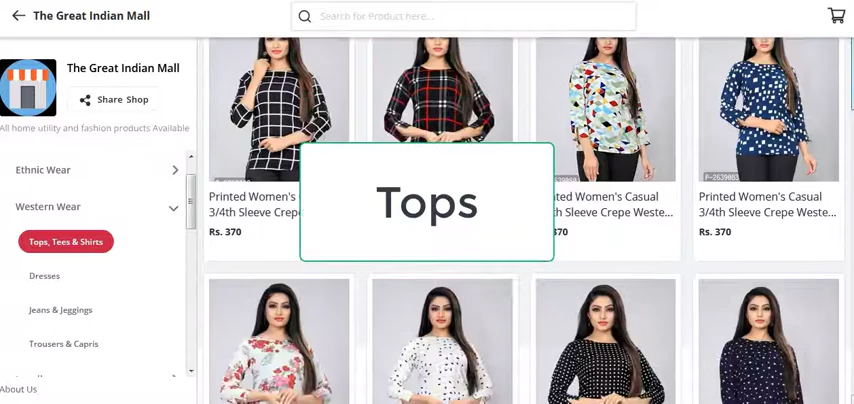 The Great Indian Mall
Search for Product here...
The Great Indian Mall
Share Shop
All home utility and fashion products Available
Ethnic Wear
Western Wear
Tops, Tees & Shirts
Dresses
Jeans & Jeggings
Trousers & Capris
About Us
P-2639883
Printed Women's
3/4th Sleeve Crepe
Rs. 370
Women's Casual
Sleeve Crepe Weste...
370
Printed Women's Casual
3/4th Sleeve Crepe Weste...
Rs. 370
Tops